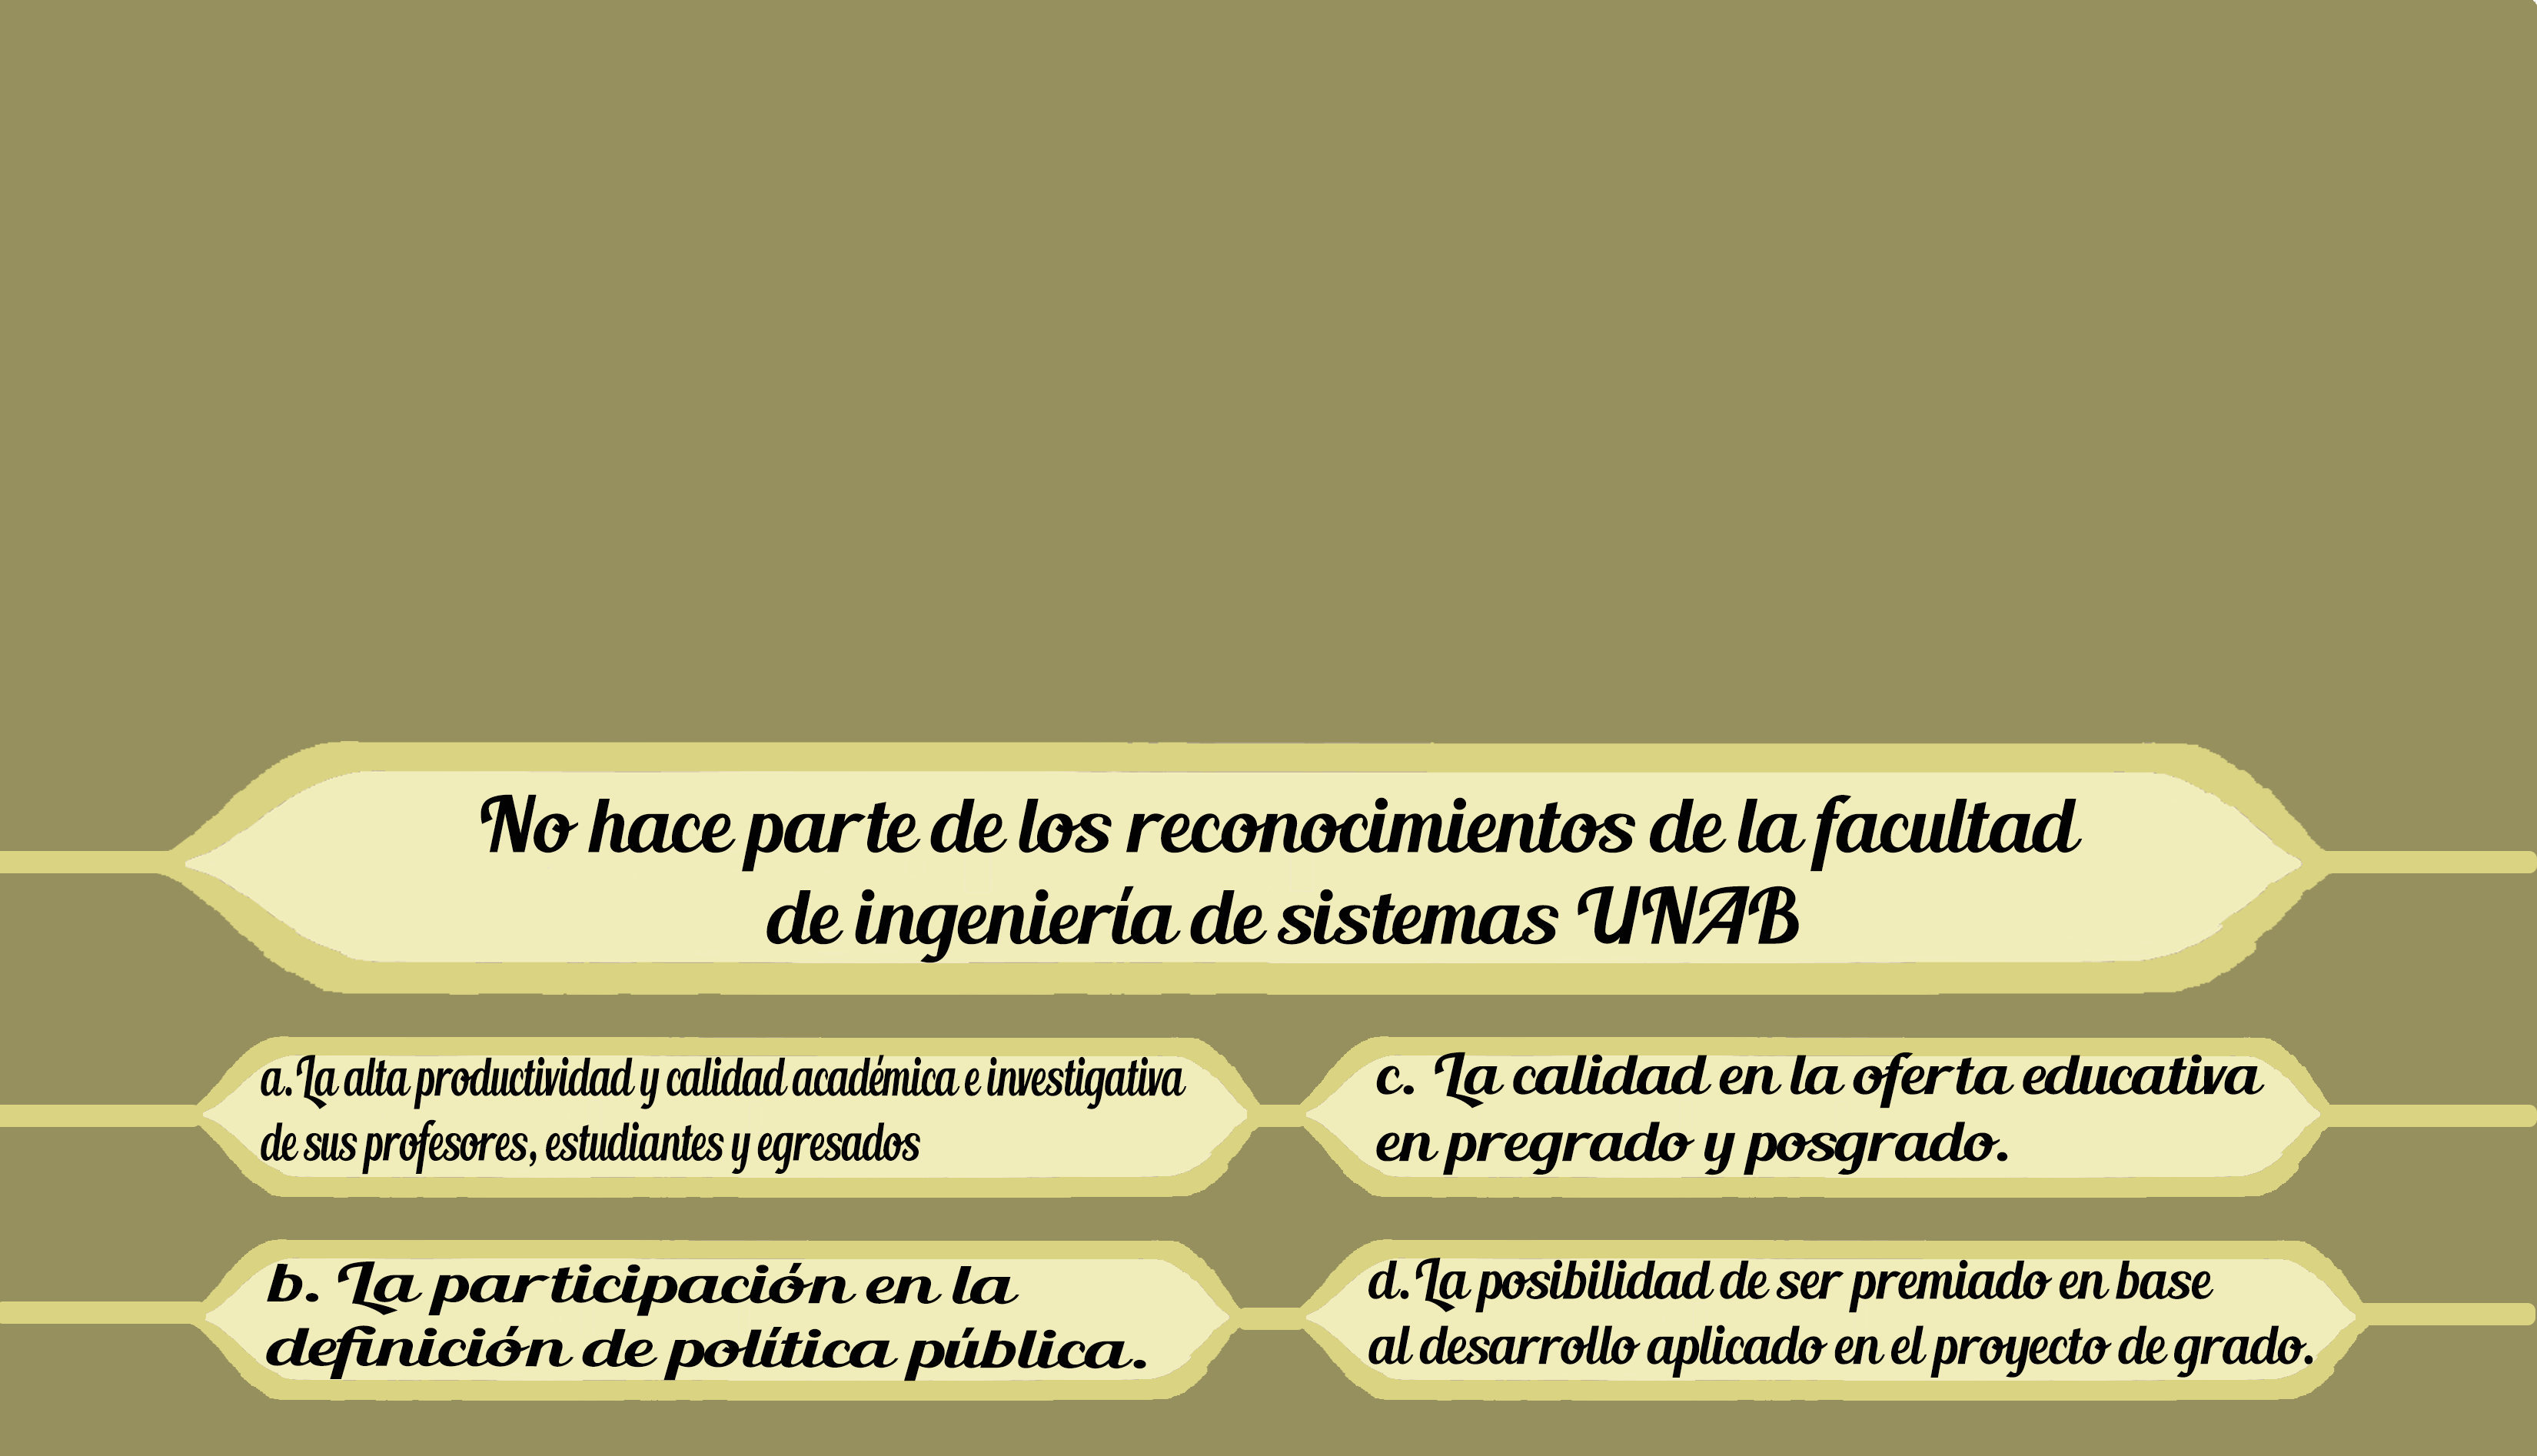 No hace parte de los reconocimientos de la facultad
de ingeniería de sistemas UNAB
a. La alta productividad y calidad académica e investigativa
de sus profesores, estudiantes y egresados
c. La calidad en la oferta educativa
en pregrado y posgrado.
b. La participación en la
definición de política pública.
d. La posibilidad de ser premiado en base
al desarrollo aplicado en el proyecto de grado.